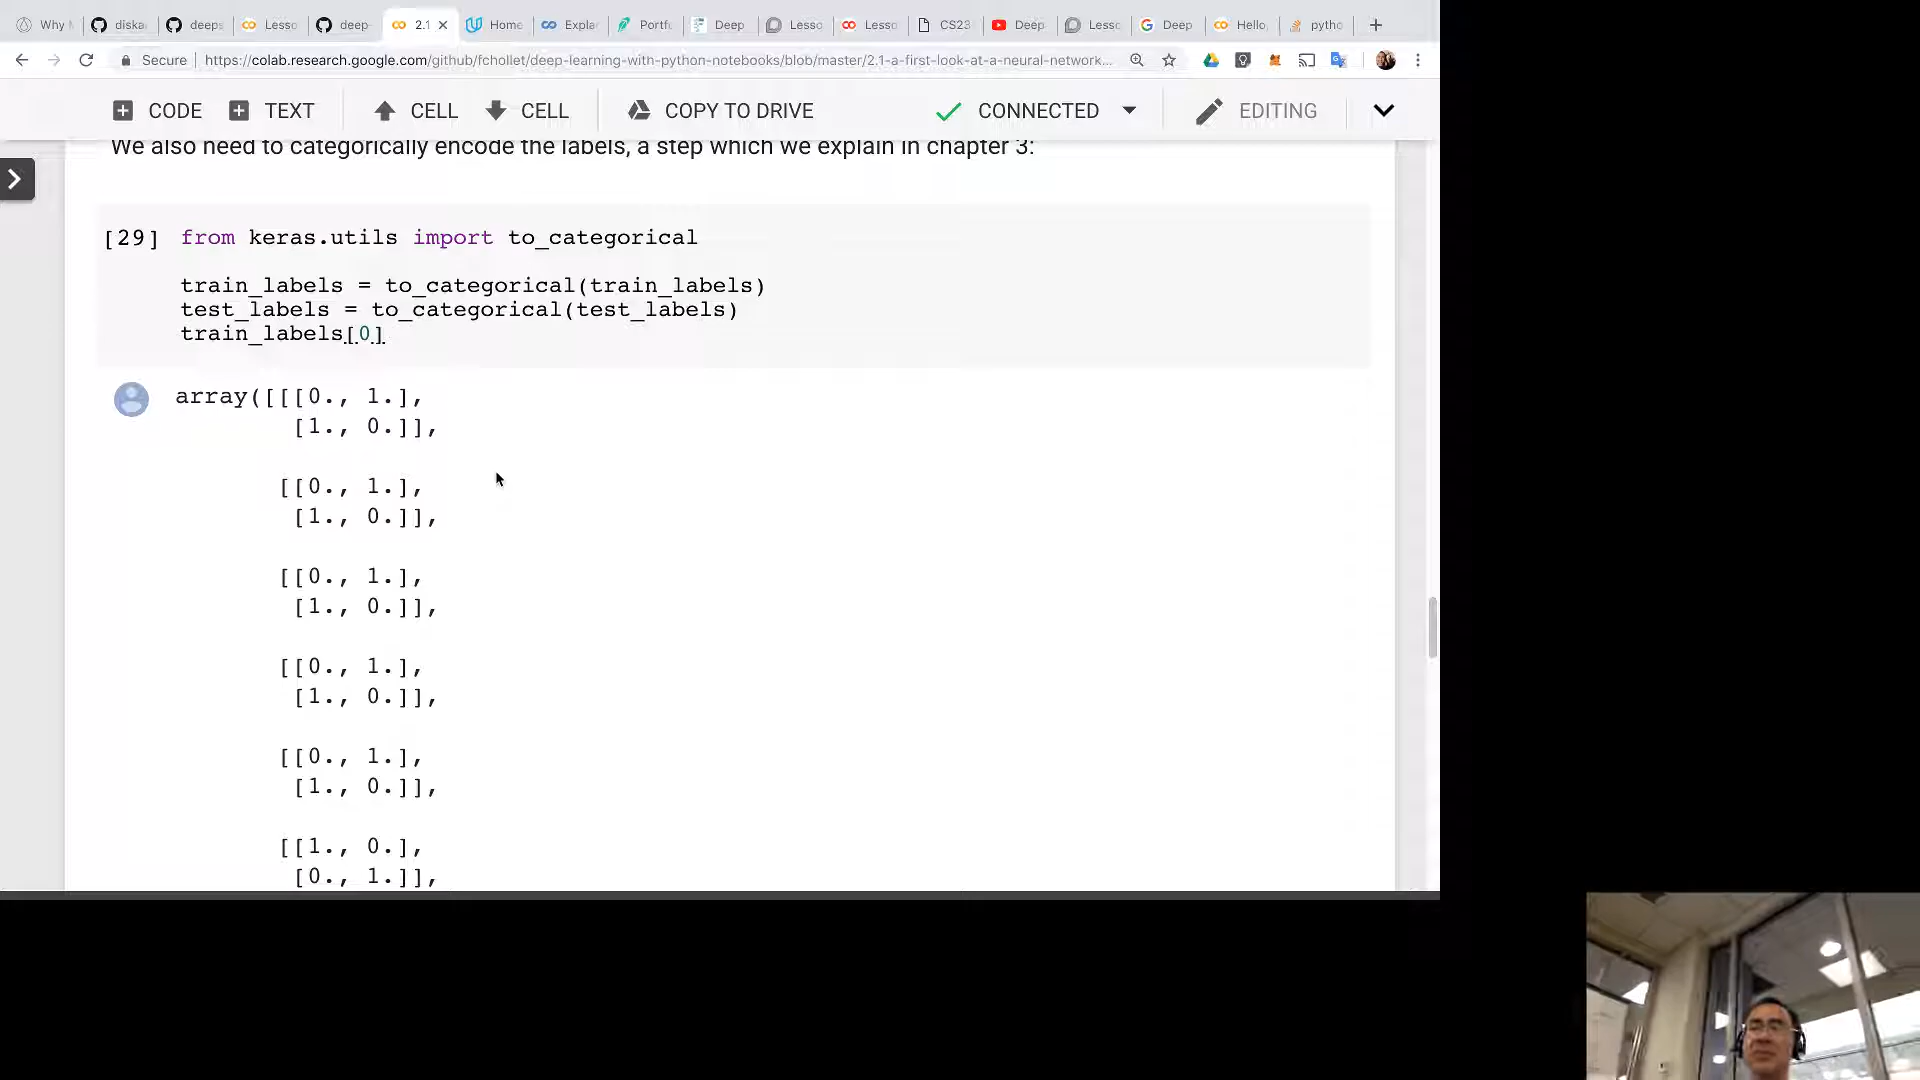 Why
diska
deeps
Lesso
deep-
2.1
Home
Expla
Portfo
Deep
Lesso
Lesso
CS23
Deep
Lesso
Deep
Hello,
pytho
Secure https://colab.research.google.com/github/fchollet/deep-learning-with-python-notebooks/blob/master/2.1-a-first-look-at-a-neural-network...
CODE TEXT CELL CELL COPY TO DRIVE CONNECTED EDITING
We also need to categorically encode the labels, a step which we explain in chapter 3:
[29] from keras.utils import to_categorical
train_labels = to_categorical(train_labels)
test_labels = to_categorical(test_labels)
train_labels[0]
array([[[0., 1.],
[1., 0.]],
[[0., 1.],
[1., 0.]],
[[0., 1.],
[1., 0.]],
[[0., 1.],
[1., 0.]],
[[0., 1.],
[1., 0.]],
[[1., 0.],
[0., 1.]],